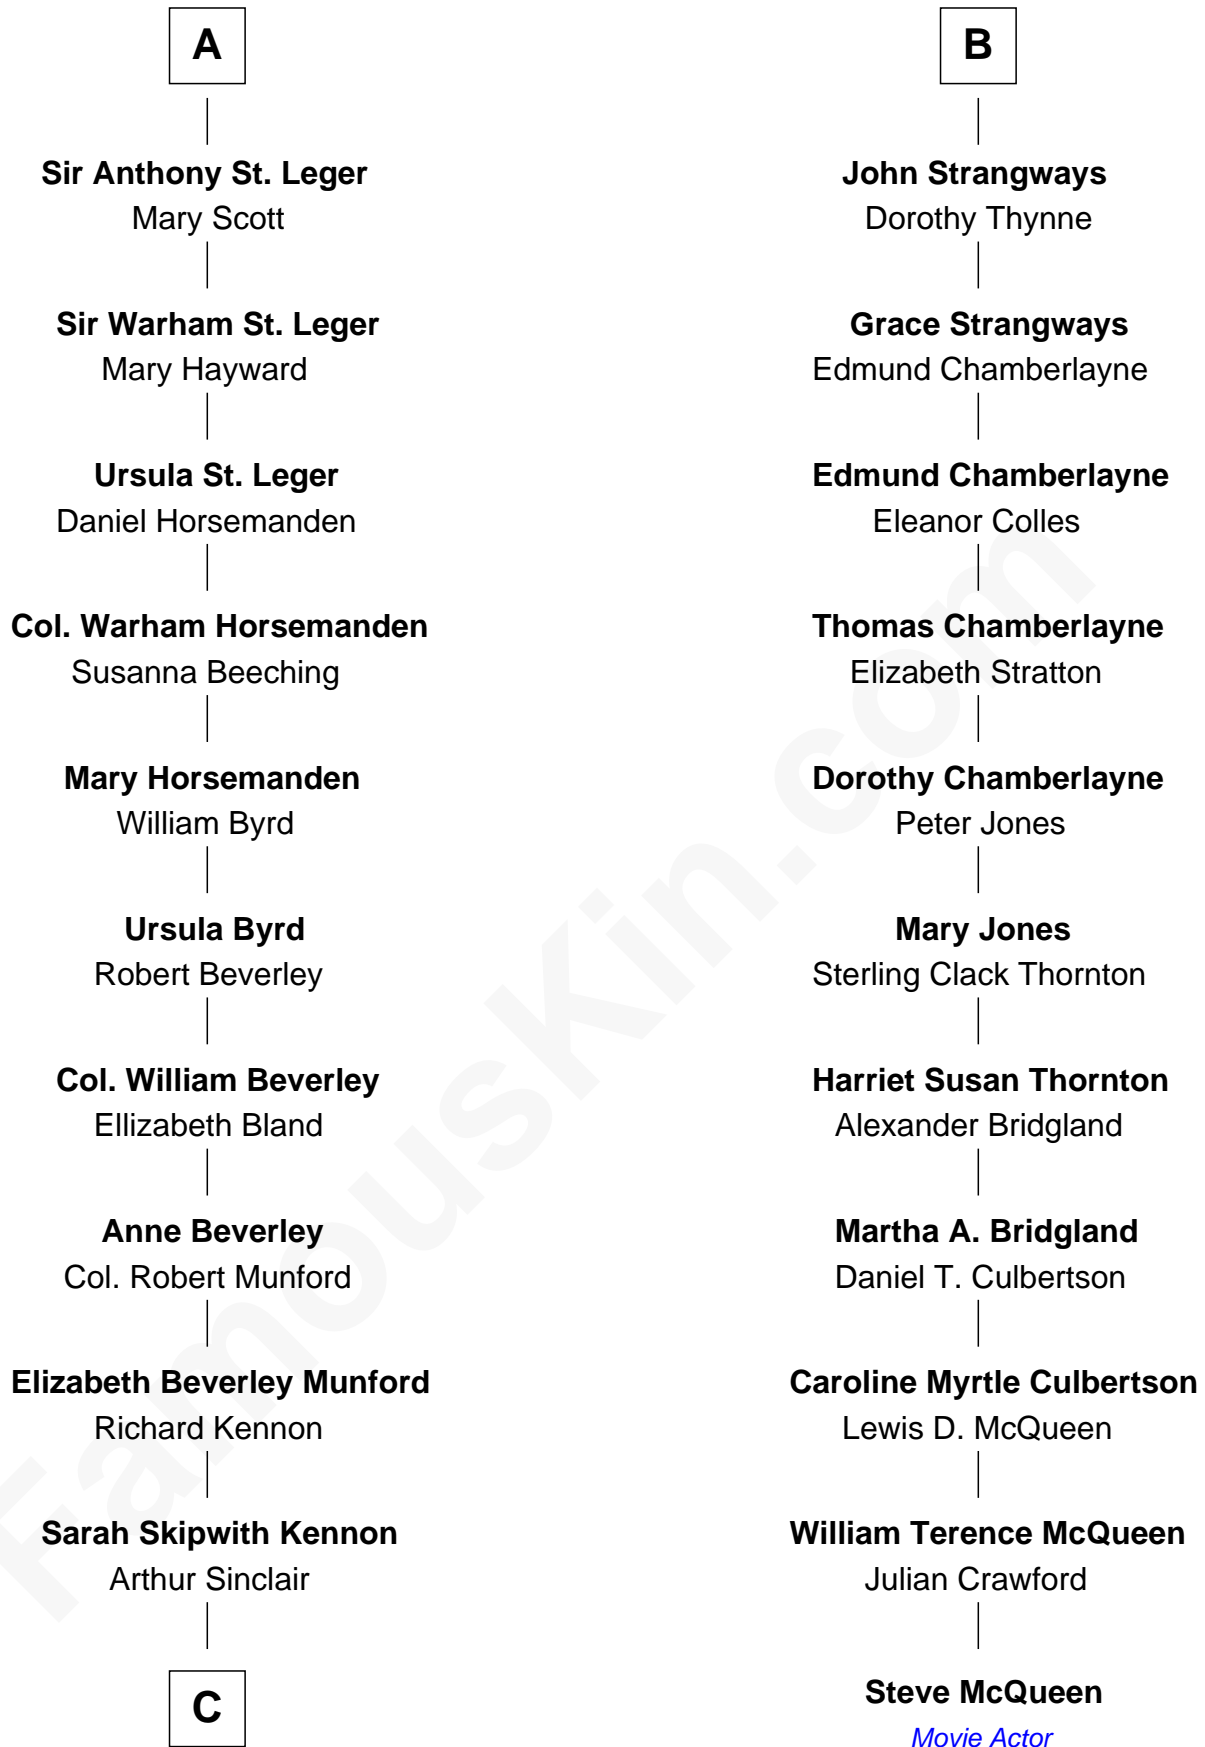 A
Sir Anthony St. Leger
Mary Scott
Sir Warham St. Leger
Mary Hayward
Ursula St. Leger
Daniel Horsemanden
Col. Warham Horsemanden
Susanna Beeching
Mary Horsemanden
William Byrd
Ursula Byrd
Robert Beverley
Col. William Beverley
Ellizabeth Bland
Anne Beverley
Col. Robert Munford
Elizabeth Beverley Munford
Richard Kennon
Sarah Skipwith Kennon
Arthur Sinclair
C
B
John Strangways
Dorothy Thynne
Grace Strangways
Edmund Chamberlayne
Edmund Chamberlayne
Eleanor Colles
Thomas Chamberlayne
Elizabeth Stratton
Dorothy Chamberlayne
Peter Jones
Mary Jones
Sterling Clack Thornton
Harriet Susan Thornton
Alexander Bridgland
Martha A. Bridgland
Daniel T. Culbertson
Caroline Myrtle Culbertson
Lewis D. McQueen
William Terence McQueen
Julian Crawford
Steve McQueen
Movie Actor
FamousKin.com